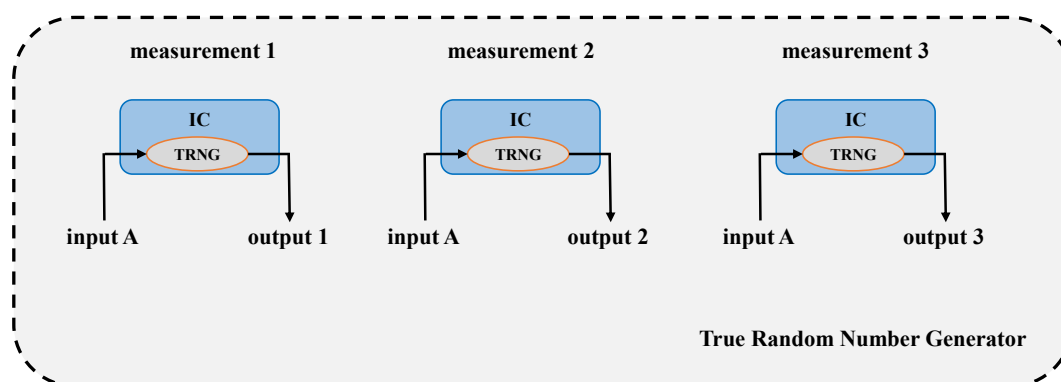 measurement 1
measurement 2
measurement 3
IC
IC
IC
TRNG
TRNG
TRNG
input A
output 1
input A
output 2
input A
output 3
True Random Number Generator